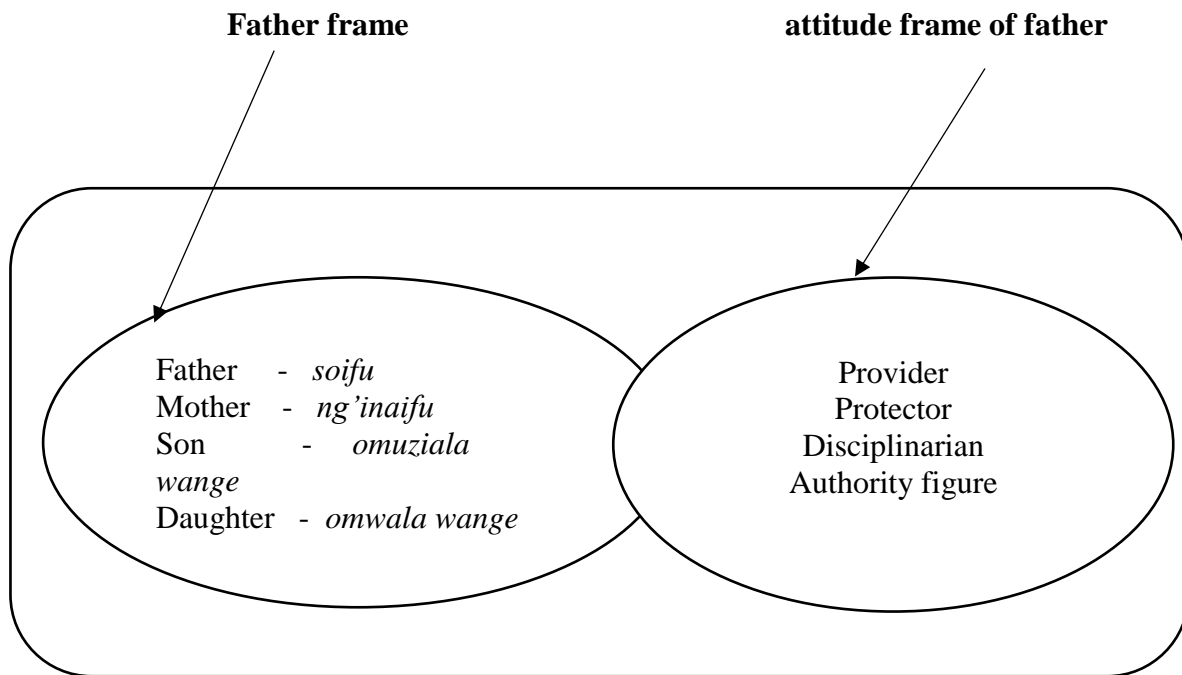 Father frame
attitude frame of father
Father - soifu
Mother - ng’inaifu
Son - omuziala
wange
Daughter - omwala wange
Provider
Protector
Disciplinarian
Authority figure